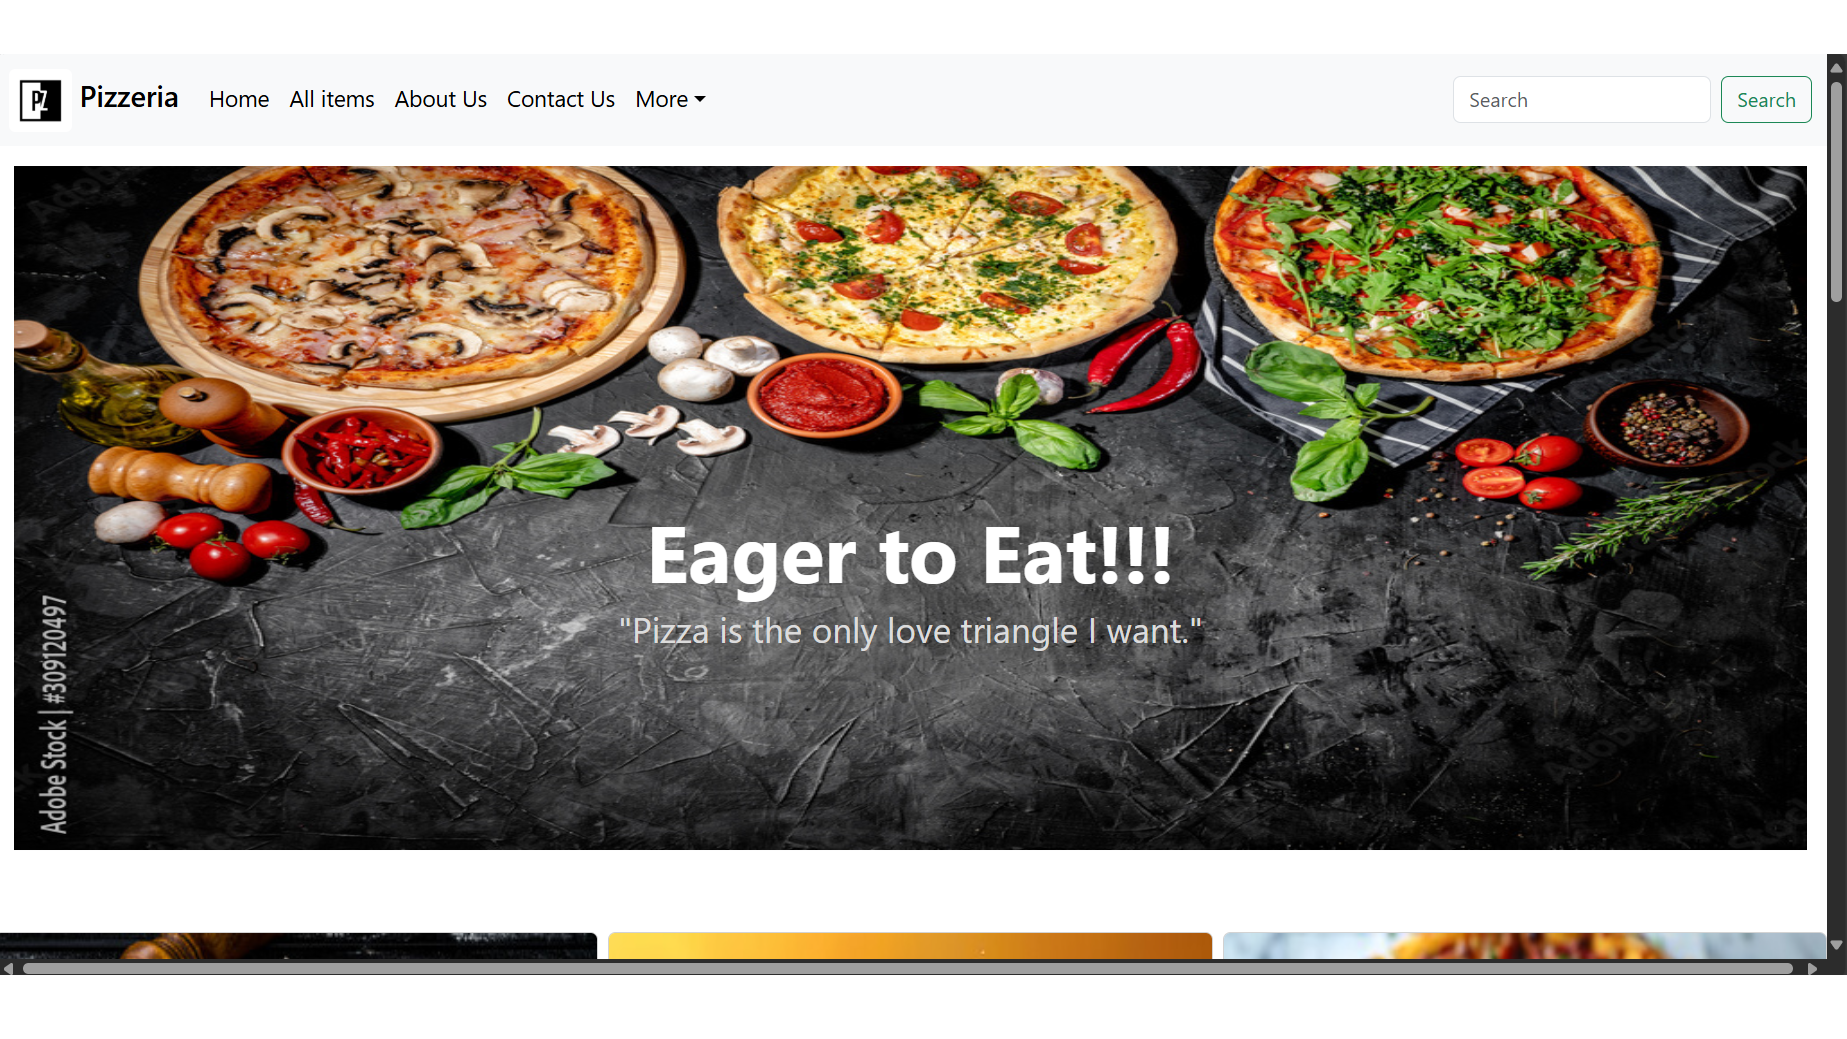 PZ Pizzeria Home All items About Us Contact Us More Search Search
Eager to Eat!!!
"Pizza is the only love triangle I want."
Adobe Stock | #309120497